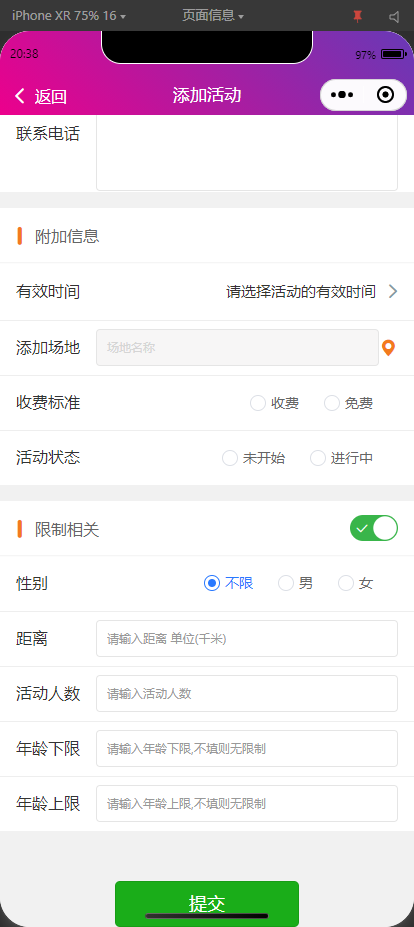 iPhone XR 75% 16 页面信息
20:38 97%
返回 添加活动
联系电话
附加信息
有效时间 请选择活动的有效时间
添加场地 场地名称
收费标准 收费 免费
活动状态 未开始 进行中
限制相关
性别 不限 男 女
距离 请输入距离 单位(千米)
活动人数 请输入活动人数
年龄下限 请输入年龄下限,不填则无限制
年龄上限 请输入年龄上限,不填则无限制
提交